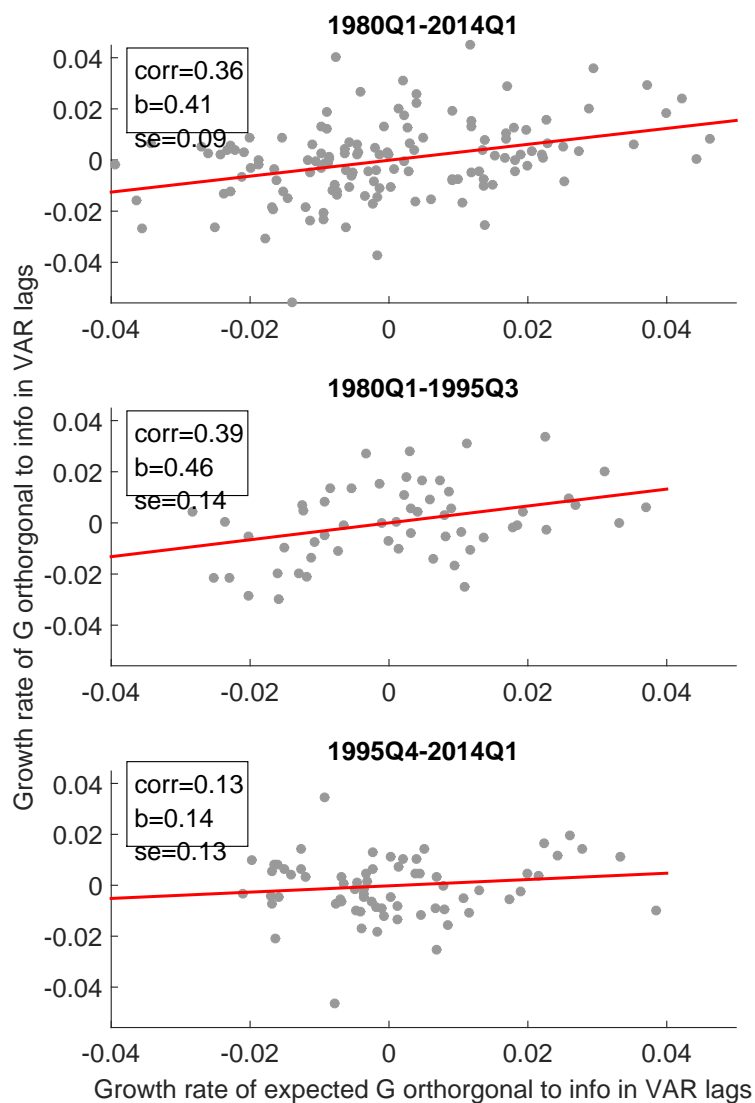 1980Q1-2014Q1
corr=0.36
b=0.41
se=0.09
0.04
0.02
0
-0.02
-0.04
-0.04
-0.02
0
0.02
0.04
Growth rate of G orthorgonal to info in VAR lags
1980Q1-1995Q3
corr=0.39
b=0.46
se=0.14
0.04
0.02
0
-0.02
-0.04
-0.04
-0.02
0
0.02
0.04
1995Q4-2014Q1
corr=0.13
b=0.14
se=0.13
0.04
0.02
0
-0.02
-0.04
-0.04
-0.02
0
0.02
0.04
Growth rate of expected G orthorgonal to info in VAR lags